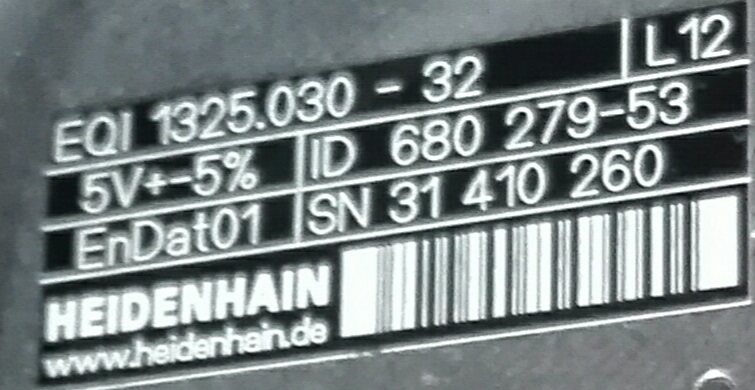 EQI 1325.030 - 32 L12
5V+-5% ID 680 279-53
EnDat01 SN 31 410 260
HEIDENHAIN
www.heidenhain.de